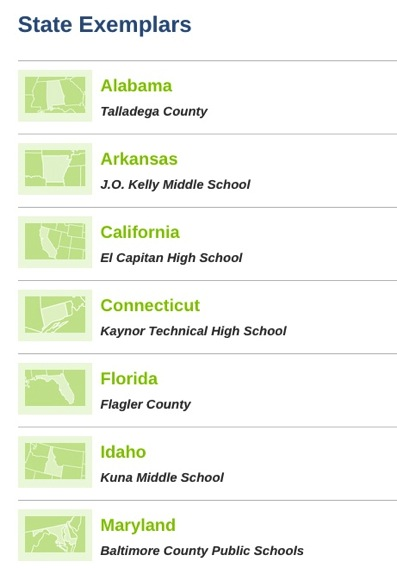 State Exemplars
Alabama
Talladega County
Arkansas
J.O. Kelly Middle School
California
El Capitan High School
Connecticut
Kaynor Technical High School
Florida
Flagler County
Idaho
Kuna Middle School
Maryland
Baltimore County Public Schools